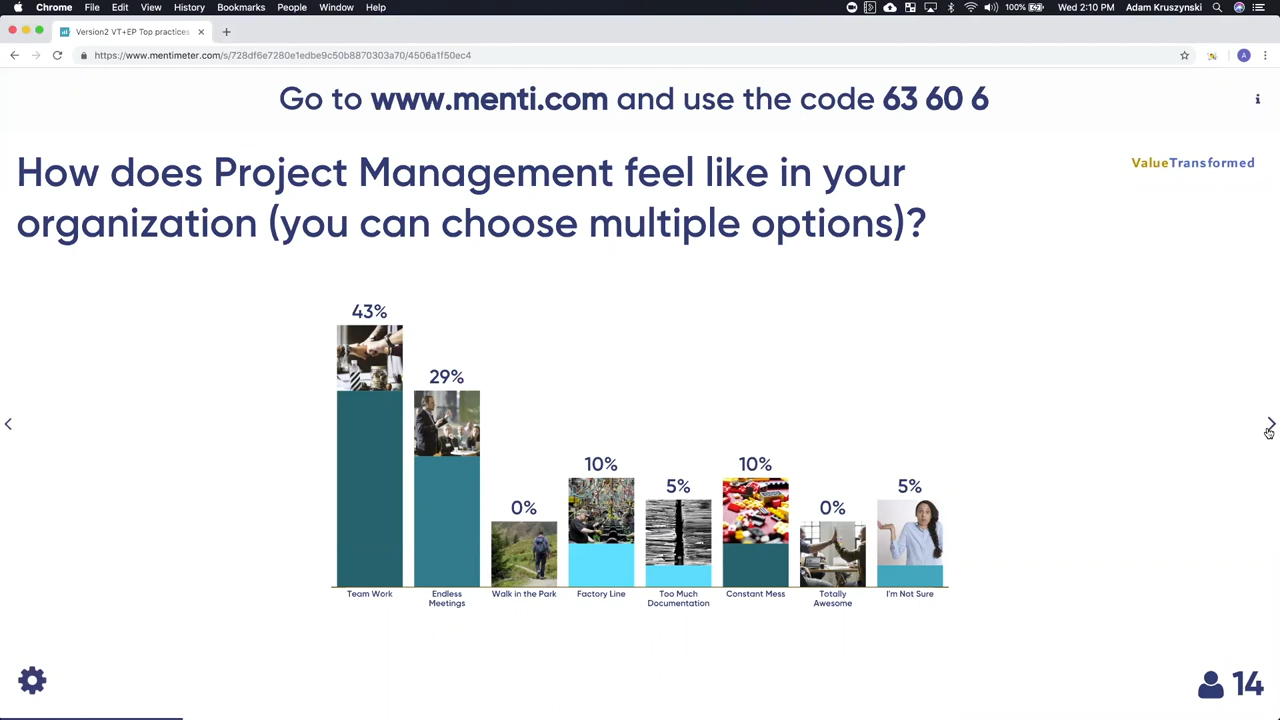 Chrome File Edit View History Bookmarks People Window Help 100% Wed 2:10 PM Adam Kruszynski
Version2 VT+EP Top practices
https://www.mentimeter.com/s/728df6e7280e1edbe9c50b8870303a70/4506a1f50ec4 A
Go to www.menti.com and use the code 63 60 6
i
How does Project Management feel like in your
organization (you can choose multiple options)?
ValueTransformed
43%
29%
0%
10%
5%
10%
0%
5%
Team Work
Endless
Meetings
Walk in the Park
Factory Line
Too Much
Documentation
Constant Mess
Totally
Awesome
I'm Not Sure
14